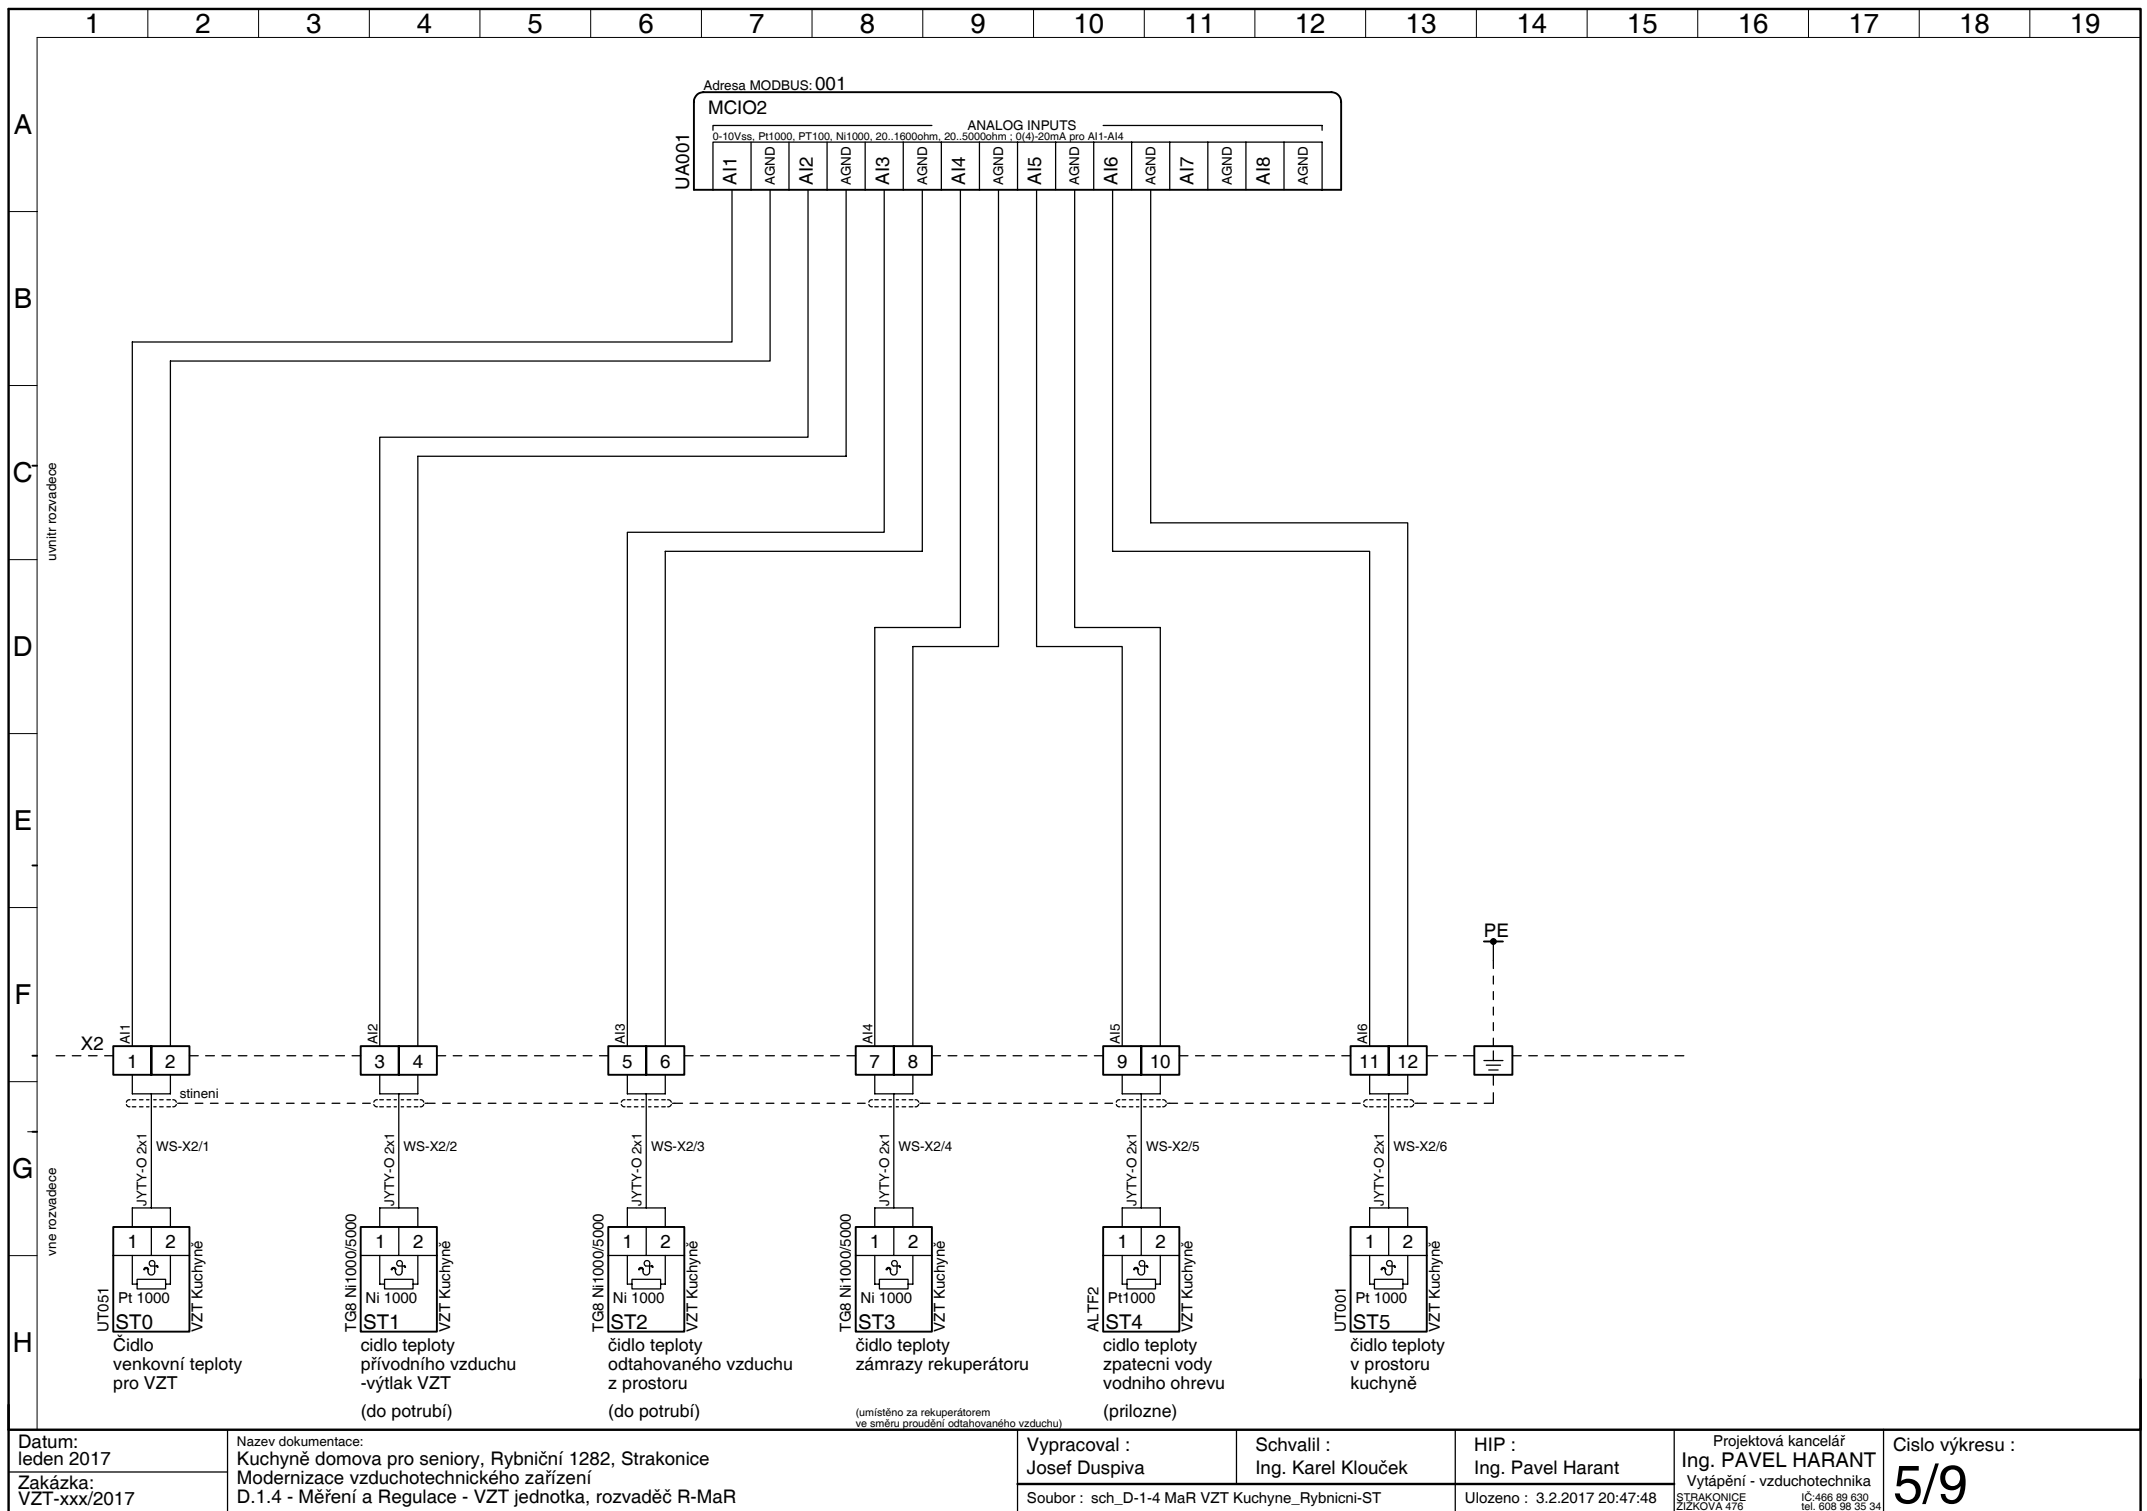 1 2 3 4 5 6 7 8 9 10 11 12 13 14 15 16 17 18 19
A
B
C
D
E
F
G
H
Adresa MODBUS: 001
MCIO2
ANALOG INPUTS
0-10Vss, Pt1000, PT100, Ni1000, 20..1600ohm, 20..5000ohm ; 0(4)-20mA pro AI1-AI4
UA001
AI1 AGND AI2 AGND AI3 AGND AI4 AGND AI5 AGND AI6 AGND AI7 AGND AI8 AGND
uvnitr rozvadece
PE
AI1 AI2 AI3 AI4 AI5 AI6
X2
1 2 3 4 5 6 7 8 9 10 11 12
stineni
vne rozvadece
JYTY-O 2x1 WS-X2/1
JYTY-O 2x1 WS-X2/2
JYTY-O 2x1 WS-X2/3
JYTY-O 2x1 WS-X2/4
JYTY-O 2x1 WS-X2/5
JYTY-O 2x1 WS-X2/6
UT051
1 2
Pt 1000
ST0
VZT Kuchyně
Čidlo
venkovní teploty
pro VZT
TG8 Ni1000/5000
1 2
Ni 1000
ST1
VZT Kuchyně
cidlo teploty
přívodního vzduchu
-výtlak VZT
(do potrubí)
TG8 Ni1000/5000
1 2
Ni 1000
ST2
VZT Kuchyně
čidlo teploty
odtahovaného vzduchu
z prostoru
(do potrubí)
TG8 Ni1000/5000
1 2
Ni 1000
ST3
VZT Kuchyně
čidlo teploty
zámrazy rekuperátoru
(umístěno za rekuperátorem
ve směru proudění odtahovaného vzduchu)
ALTF2
1 2
Pt1000
ST4
VZT Kuchyně
cidlo teploty
zpatecni vody
vodniho ohrevu
(prilozne)
UT001
1 2
Pt 1000
ST5
VZT Kuchyně
čidlo teploty
v prostoru
kuchyně
Datum:
leden 2017
Zakázka:
VZT-xxx/2017
Nazev dokumentace:
Kuchyně domova pro seniory, Rybniční 1282, Strakonice
Modernizace vzduchotechnického zařízení
D.1.4 - Měření a Regulace - VZT jednotka, rozvaděč R-MaR
Vypracoval :
Josef Duspiva
Schvalil :
Ing. Karel Klouček
HIP :
Ing. Pavel Harant
Soubor : sch_D-1-4 MaR VZT Kuchyne_Rybnicni-ST
Ulozeno : 3.2.2017 20:47:48
Projektová kancelář
Ing. PAVEL HARANT
Vytápění - vzduchotechnika
STRAKONICE IČ:466 89 630
ŽIŽKOVA 476 tel. 608 98 35 34
Cislo výkresu :
5/9